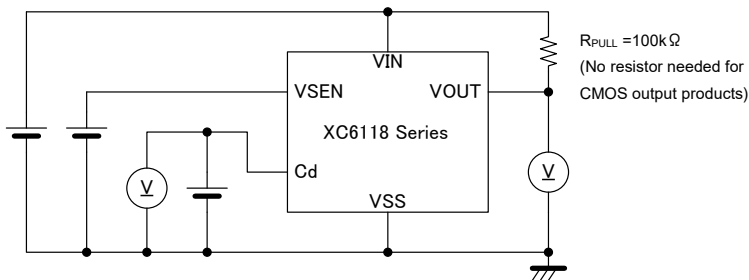 RPULL =100kΩ
(No resistor needed for
CMOS output products)
VIN
VSEN
VOUT
XC6118 Series
Cd
V
V
VSS